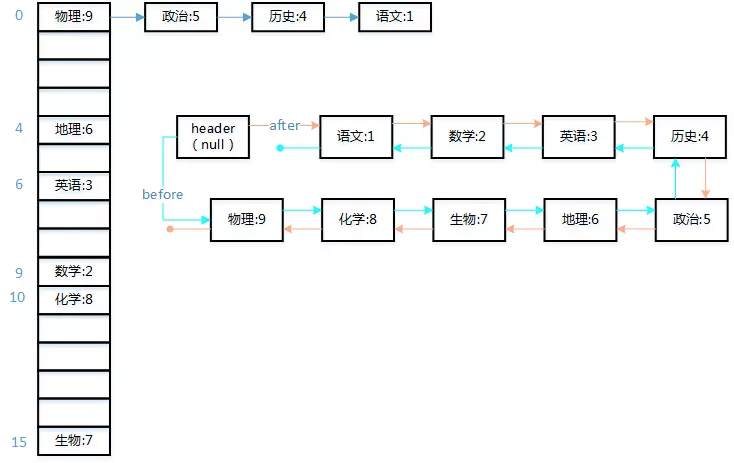 0
物理:9
政治:5
历史:4
语文:1
4
地理:6
6
英语:3
9
数学:2
10
化学:8
15
生物:7
header
（null）
after
语文:1
数学:2
英语:3
历史:4
before
物理:9
化学:8
生物:7
地理:6
政治:5